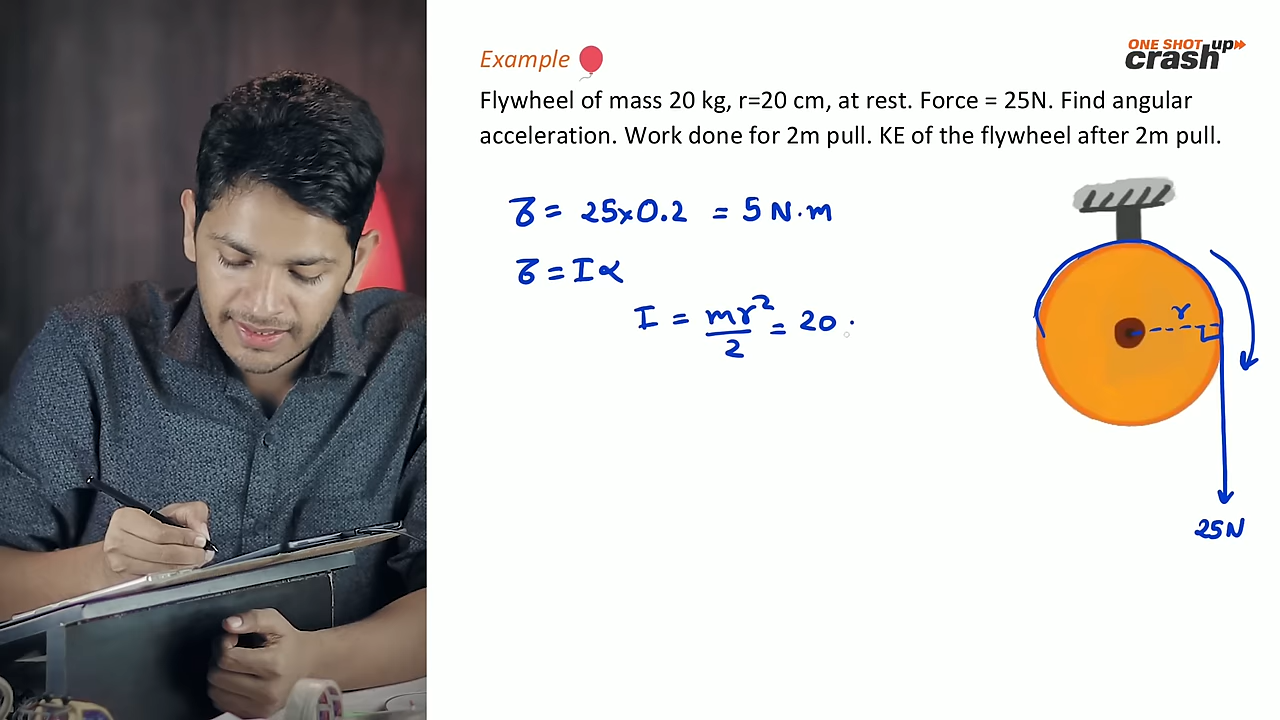 ONE SHOT up
crash
Example
Flywheel of mass 20 kg, r=20 cm, at rest. Force = 25N. Find angular
acceleration. Work done for 2m pull. KE of the flywheel after 2m pull.
τ = 25×0.2 = 5 N·m
τ = Iα
I = mr²/2 = 20 ·
r
25N